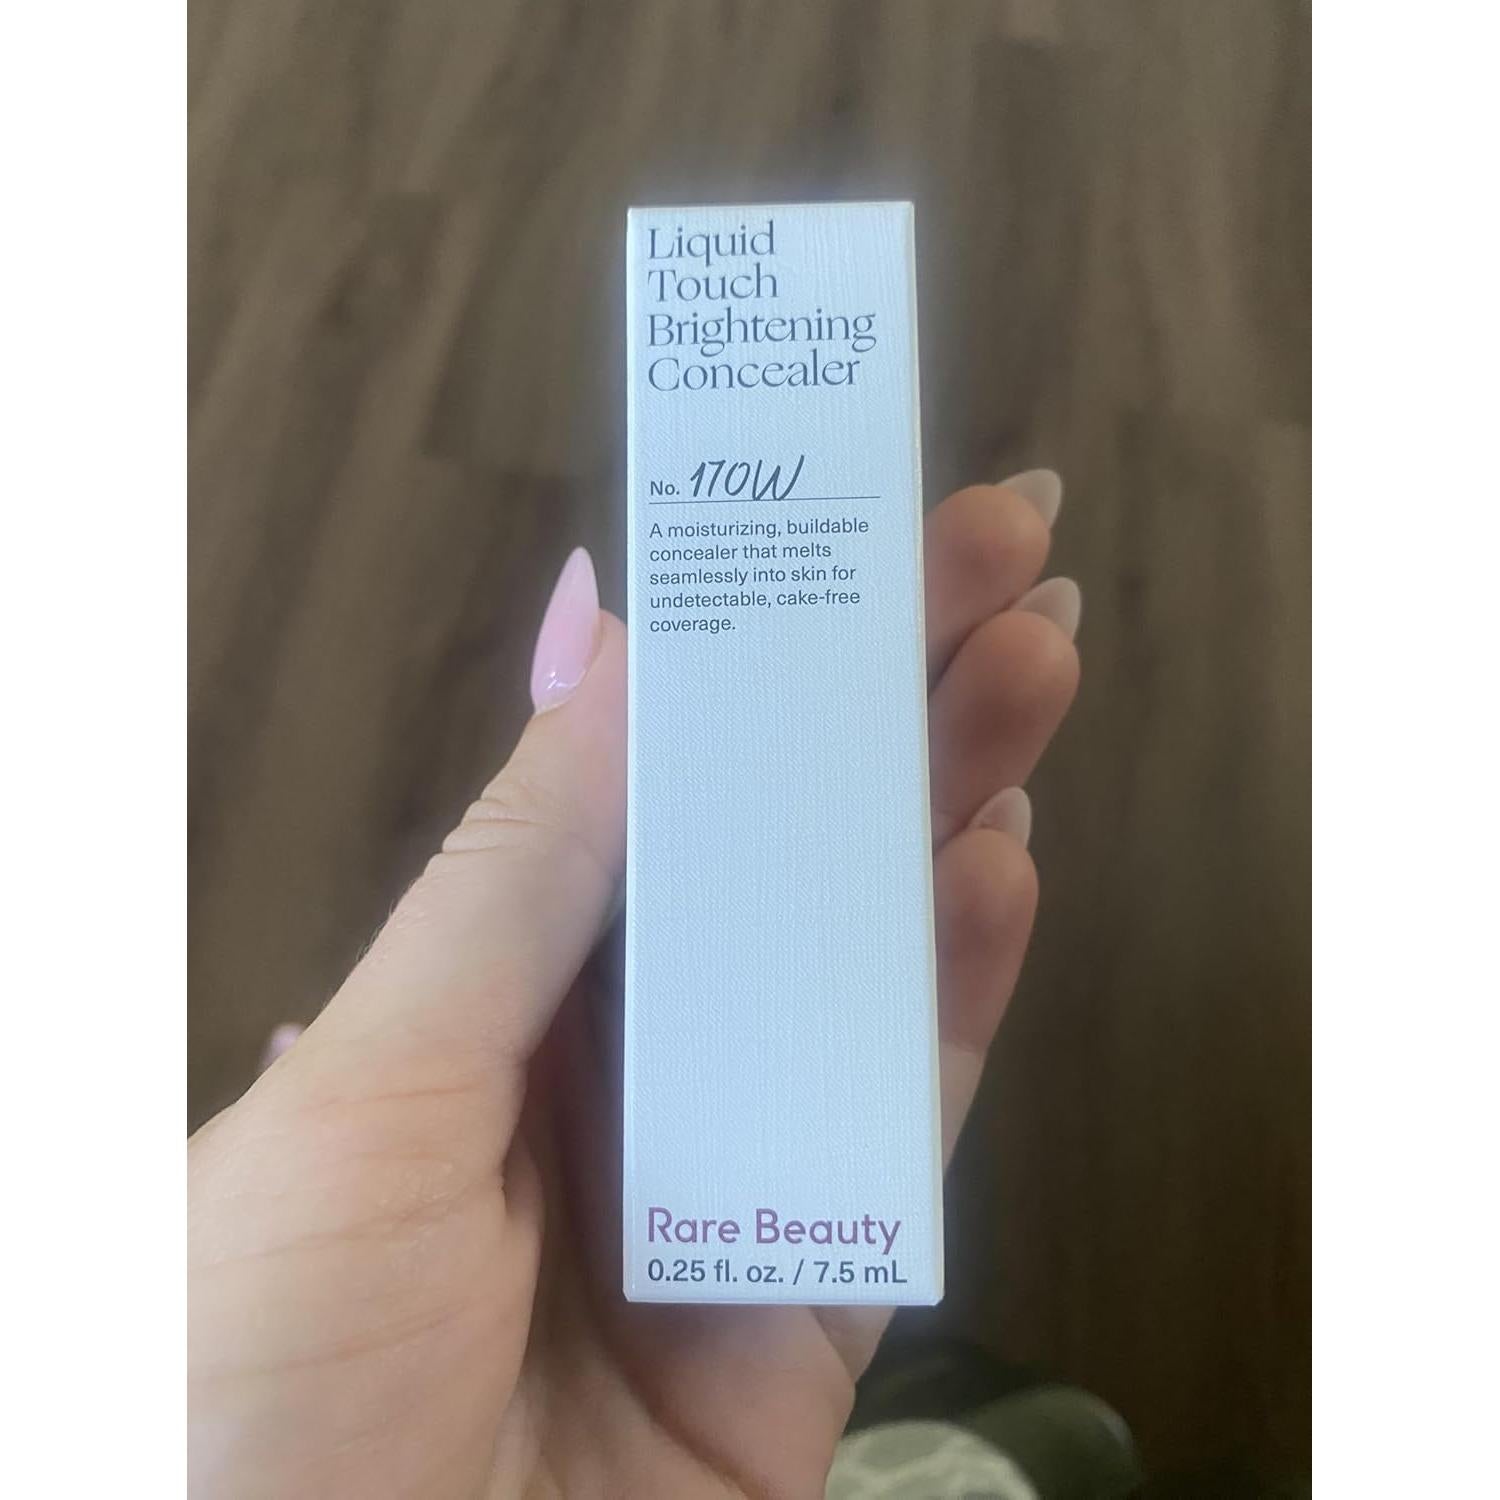 Liquid
Touch
Brightening
Concealer
No. 170W
A moisturizing, buildable
concealer that melts
seamlessly into skin for
undetectable, cake-free
coverage.
Rare Beauty
0.25 fl. oz. / 7.5 mL